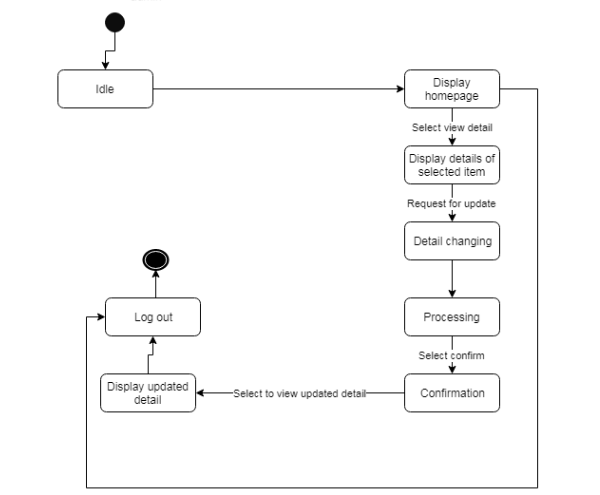 Idle
Display
homepage
Select view detail
Display details of
selected item
Request for update
Detail changing
Log out
Processing
Select confirm
Display updated
detail
Select to view updated detail
Confirmation